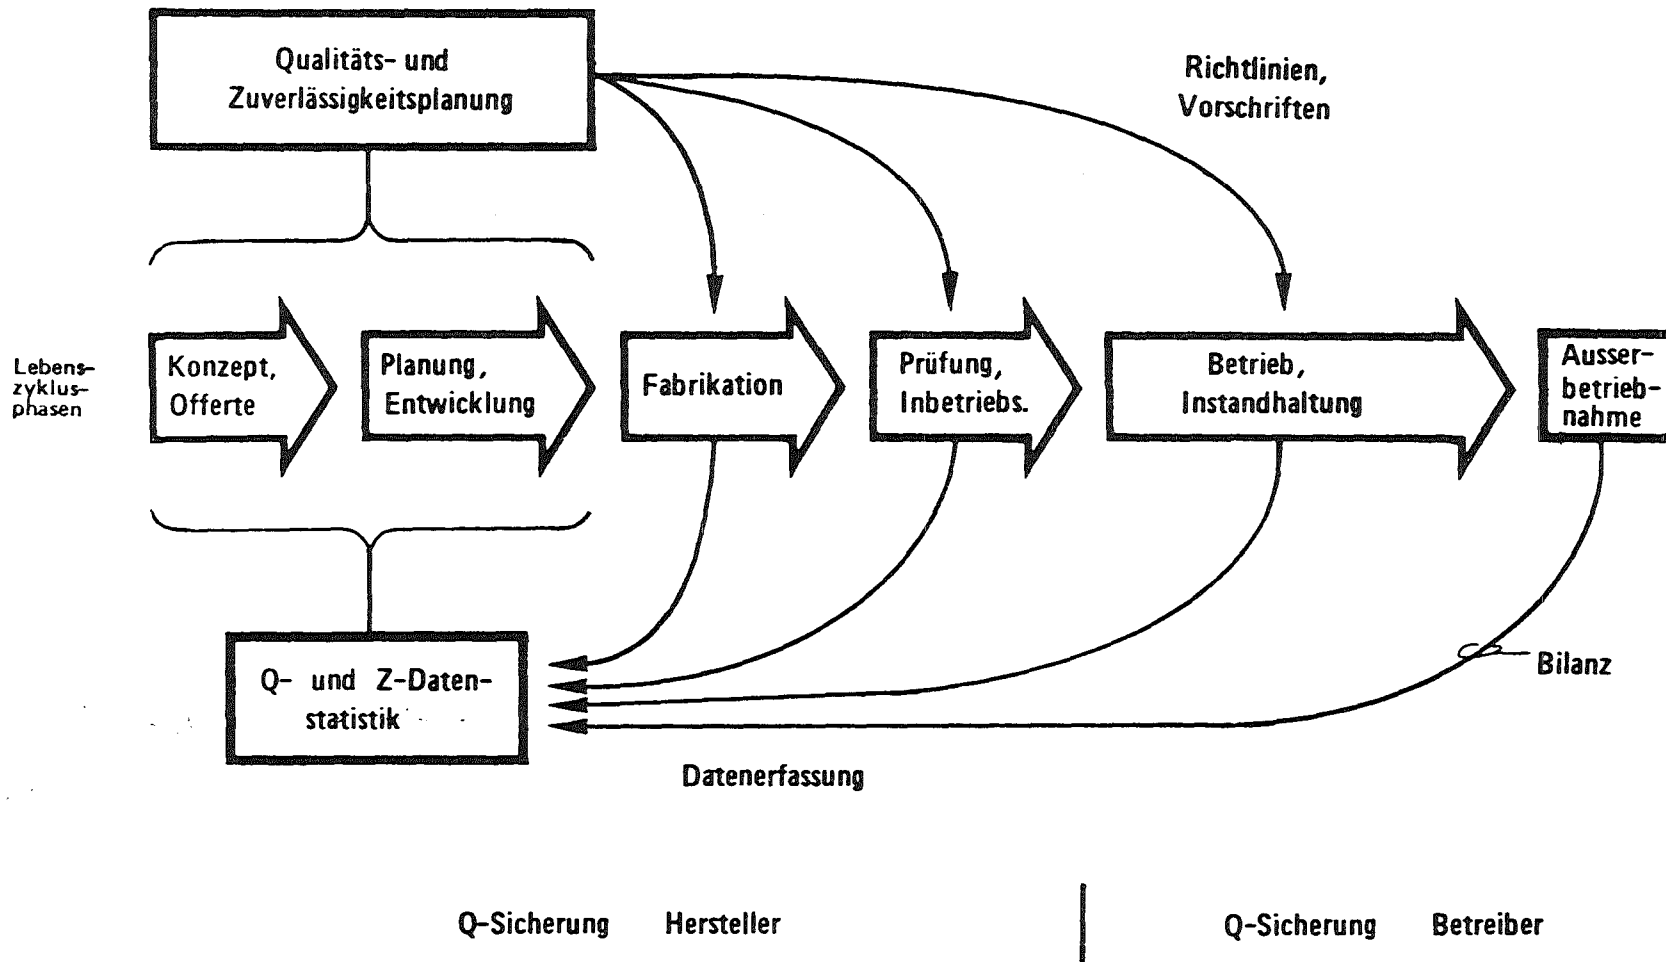 Qualitäts- und
Zuverlässigkeitsplanung
Richtlinien,
Vorschriften
Lebens-
zyklus-
phasen
Konzept,
Offerte
Planung,
Entwicklung
Fabrikation
Prüfung,
Inbetriebs.
Betrieb,
Instandhaltung
Ausser-
betrieb-
nahme
Q- und Z-Daten-
statistik
Bilanz
Datenerfassung
Q-Sicherung Hersteller
Q-Sicherung Betreiber